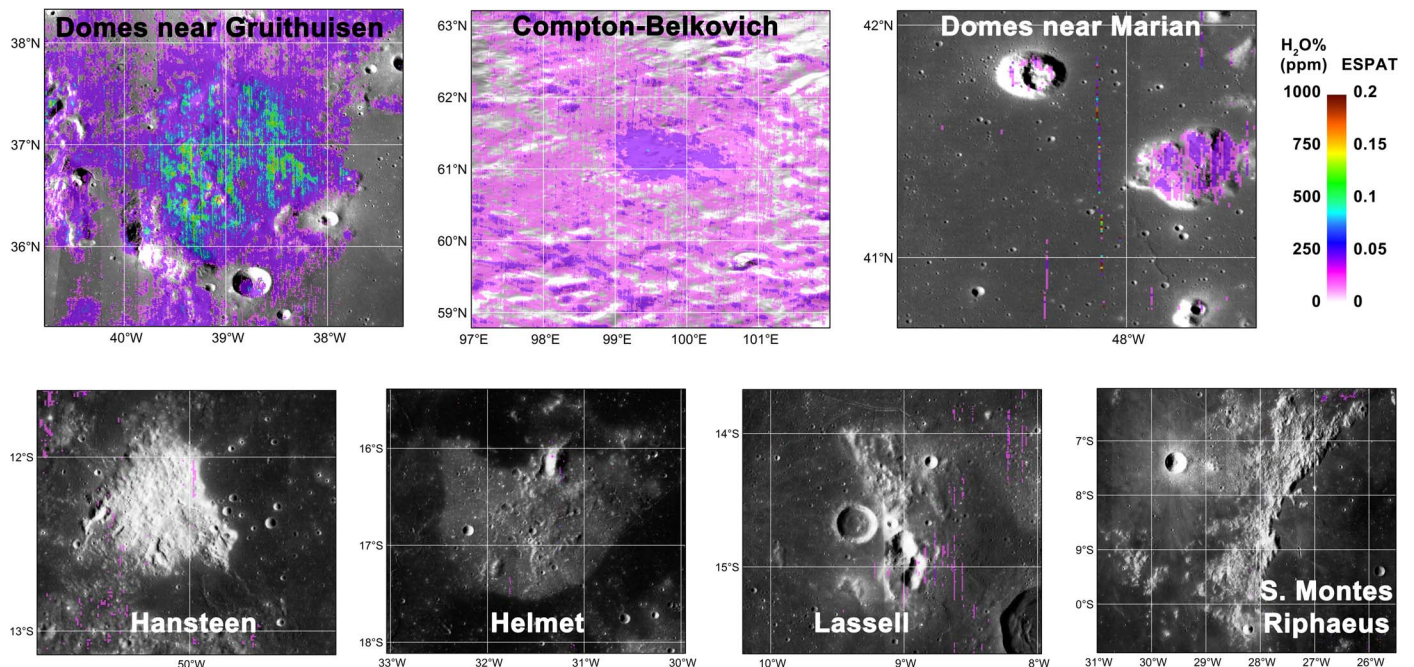 Domes near Gruithuisen
38°N
37°N
36°N
40°W
39°W
38°W
Compton-Belkovich
63°N
62°N
61°N
60°N
59°N
97°E
98°E
99°E
100°E
101°E
Domes near Marian
42°N
41°N
48°W
H₂O%
(ppm) ESPAT
1000 0.2
750 0.15
500 0.1
250 0.05
0 0
Hansteen
12°S
13°S
50°W
Helmet
16°S
17°S
18°S
33°W
32°W
31°W
30°W
Lassell
14°S
15°S
10°W
9°W
8°W
S. Montes
Riphaeus
7°S
8°S
9°S
0°S
31°W
30°W
29°W
28°W
27°W
26°W